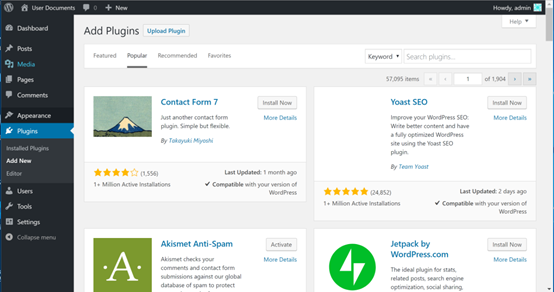 User Documents 0 + New Howdy, admin
Help
Dashboard
Posts
Media
Pages
Comments
Appearance
Plugins
Installed Plugins
Add New
Editor
Users
Tools
Settings
Collapse menu
Add Plugins Upload Plugin
Featured Popular Recommended Favorites Keyword Search plugins...
57,095 items « ‹ 1 of 1,904 › »
Contact Form 7
Install Now
More Details
Just another contact form
plugin. Simple but flexible.
By Takayuki Miyoshi
(1,556)
1+ Million Active Installations
Last Updated: 1 month ago
✔ Compatible with your version of
WordPress
Yoast SEO
Install Now
More Details
Improve your WordPress SEO.
Write better content and have
a fully optimized WordPress
site using the Yoast SEO
plugin.
By Team Yoast
(24,852)
1+ Million Active Installations
Last Updated: 2 days ago
✔ Compatible with your version of
WordPress
·A·
Akismet Anti-Spam
Activate
More Details
Akismet checks your
comments and contact form
submissions against our global
database of spam to protect
Jetpack by
WordPress.com
Install Now
More Details
The ideal plugin for stats,
related posts, search engine
optimization, social sharing,